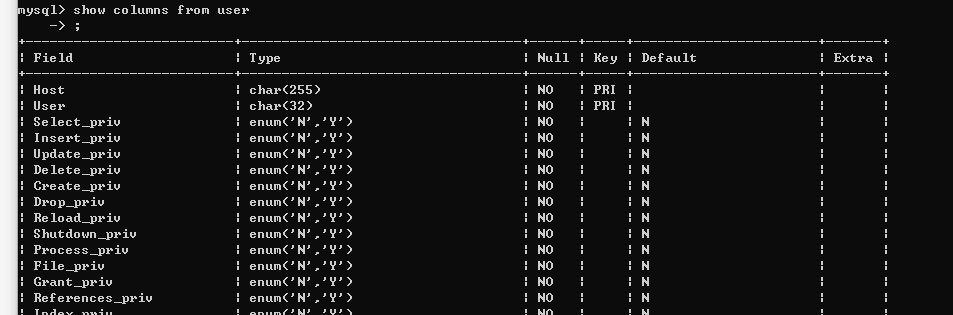 mysql> show columns from user
    -> ;
+---------------------------+------------------------------------+------+-----+-----------------------+-------+
| Field | Type | Null | Key | Default | Extra |
+---------------------------+------------------------------------+------+-----+-----------------------+-------+
| Host | char(255) | NO | PRI | | |
| User | char(32) | NO | PRI | | |
| Select_priv | enum('N','Y') | NO | | N | |
| Insert_priv | enum('N','Y') | NO | | N | |
| Update_priv | enum('N','Y') | NO | | N | |
| Delete_priv | enum('N','Y') | NO | | N | |
| Create_priv | enum('N','Y') | NO | | N | |
| Drop_priv | enum('N','Y') | NO | | N | |
| Reload_priv | enum('N','Y') | NO | | N | |
| Shutdown_priv | enum('N','Y') | NO | | N | |
| Process_priv | enum('N','Y') | NO | | N | |
| File_priv | enum('N','Y') | NO | | N | |
| Grant_priv | enum('N','Y') | NO | | N | |
| References_priv | enum('N','Y') | NO | | N | |
| Index_priv | enum('N','Y') | NO | | N | |